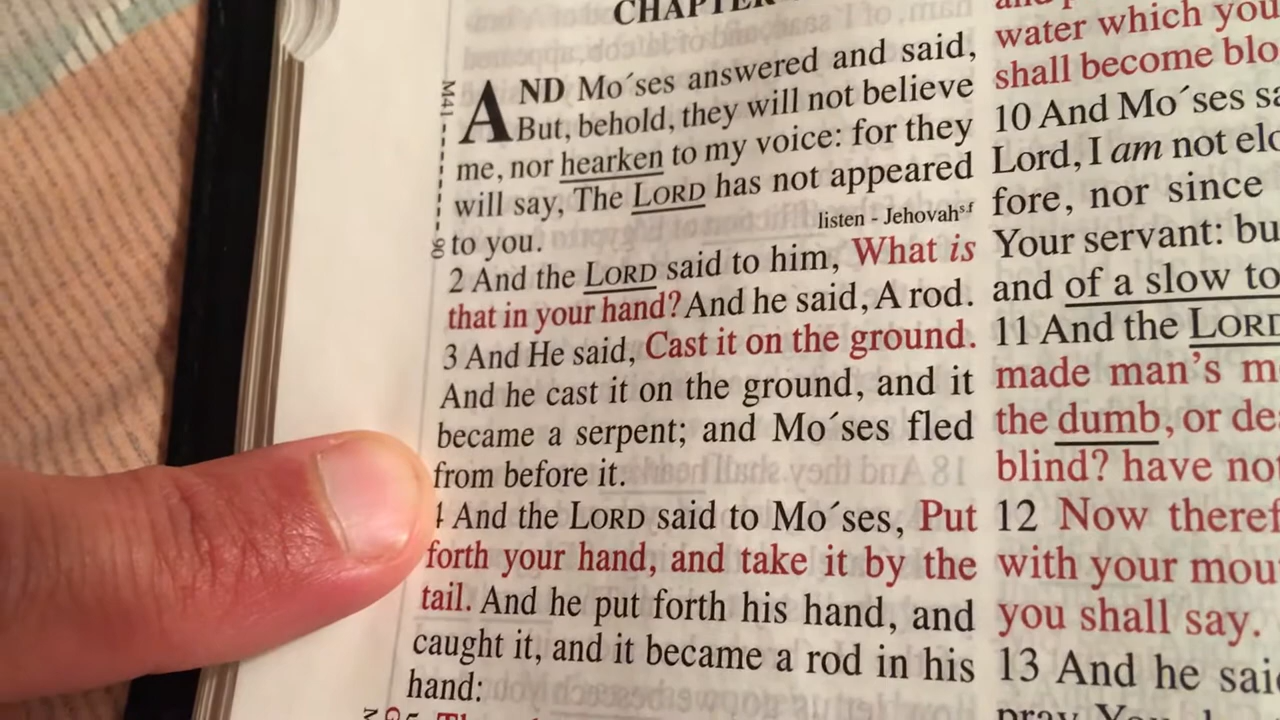 CHAPTER
AND Mo´ses answered and said,
But, behold, they will not believe
me, nor hearken to my voice: for they
will say, The LORD has not appeared
listen - Jehovahs.f
to you.
2 And the LORD said to him, What is
that in your hand? And he said, A rod.
3 And He said, Cast it on the ground.
And he cast it on the ground, and it
became a serpent; and Mo´ses fled
from before it.
4 And the LORD said to Mo´ses, Put
forth your hand, and take it by the
tail. And he put forth his hand, and
caught it, and it became a rod in his
hand:
water which you
shall become blo
10 And Mo´ses sa
Lord, I am not elo
fore, nor since
Your servant: bu
and of a slow to
11 And the LORD
made man's m
the dumb, or de
blind? have not
12 Now theref
with your mou
you shall say.
13 And he sai
M41